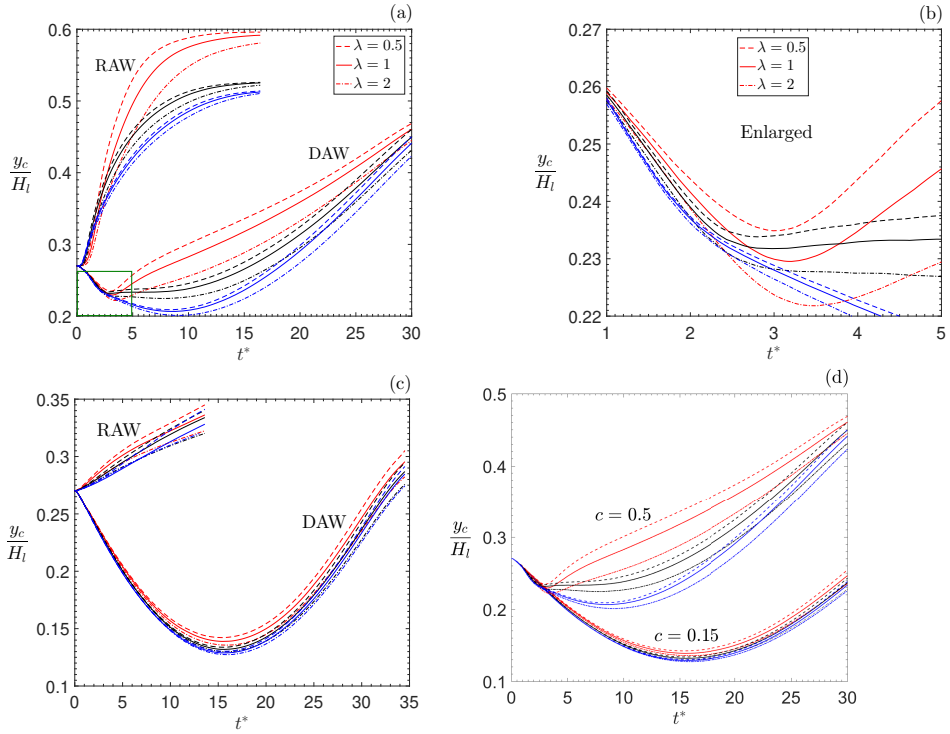 (a)
0.6
0.5
0.4
0.3
0.2
y_c
H_l
RAW
DAW
λ = 0.5
λ = 1
λ = 2
0 5 10 15 20 25 30
t*
(b)
0.27
0.26
0.25
0.24
0.23
0.22
y_c
H_l
λ = 0.5
λ = 1
λ = 2
Enlarged
1 2 3 4 5
t*
(c)
0.35
0.3
0.25
0.2
0.15
0.1
y_c
H_l
RAW
DAW
0 5 10 15 20 25 30 35
t*
(d)
0.5
0.4
0.3
0.2
0.1
y_c
H_l
c = 0.5
c = 0.15
0 5 10 15 20 25 30
t*